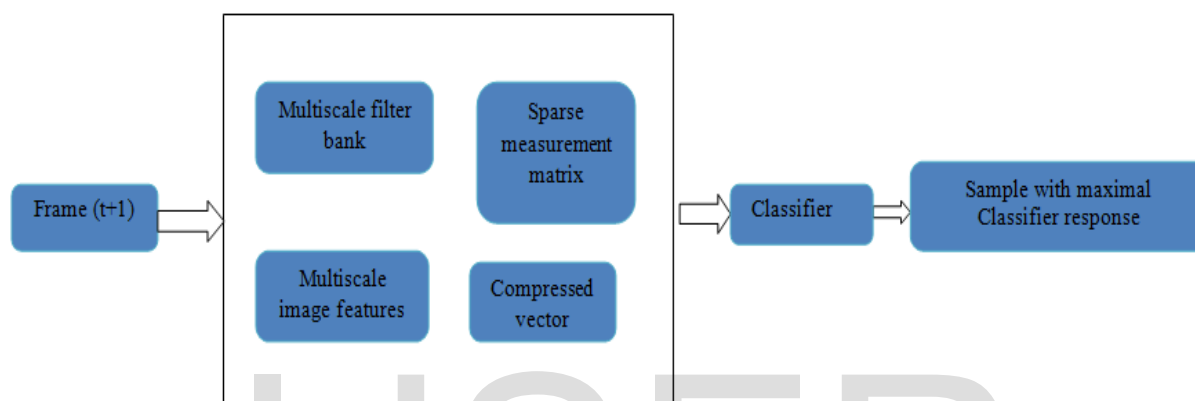 Multiscale filter
bank
Sparse
measurement
matrix
Frame (t+1)
Classifier
Sample with maximal
Classifier response
Multiscale
image features
Compressed
vector